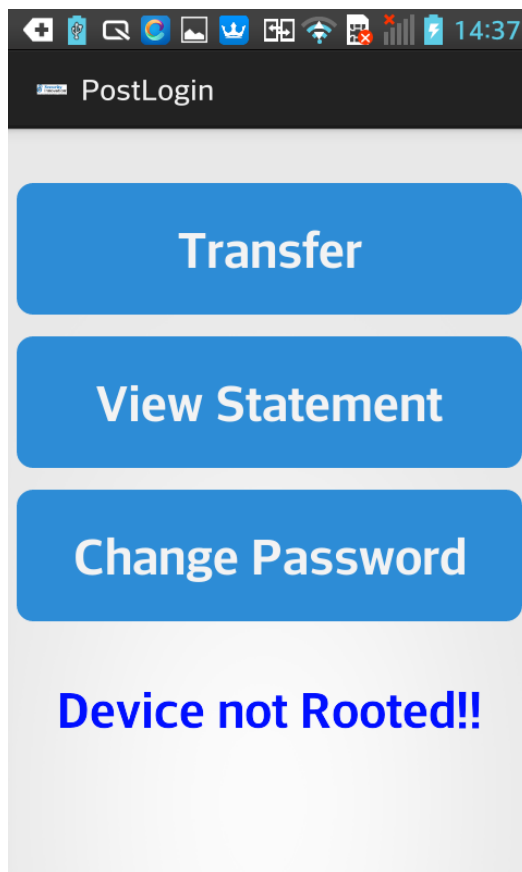 14:37
PostLogin
Transfer
View Statement
Change Password
Device not Rooted!!